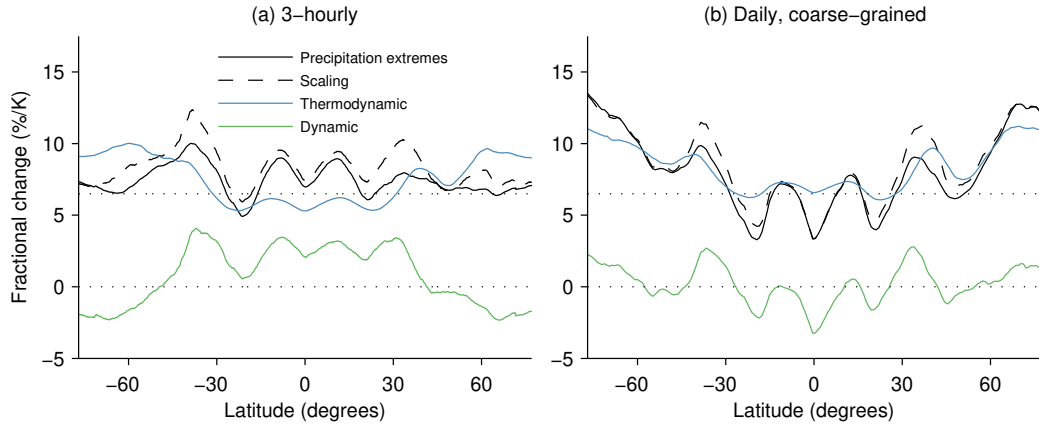 (a) 3−hourly
Fractional change (%/K)
15
10
5
0
−5
Precipitation extremes
Scaling
Thermodynamic
Dynamic
−60
−30
0
30
60
Latitude (degrees)
(b) Daily, coarse−grained
15
10
5
0
−5
−60
−30
0
30
60
Latitude (degrees)